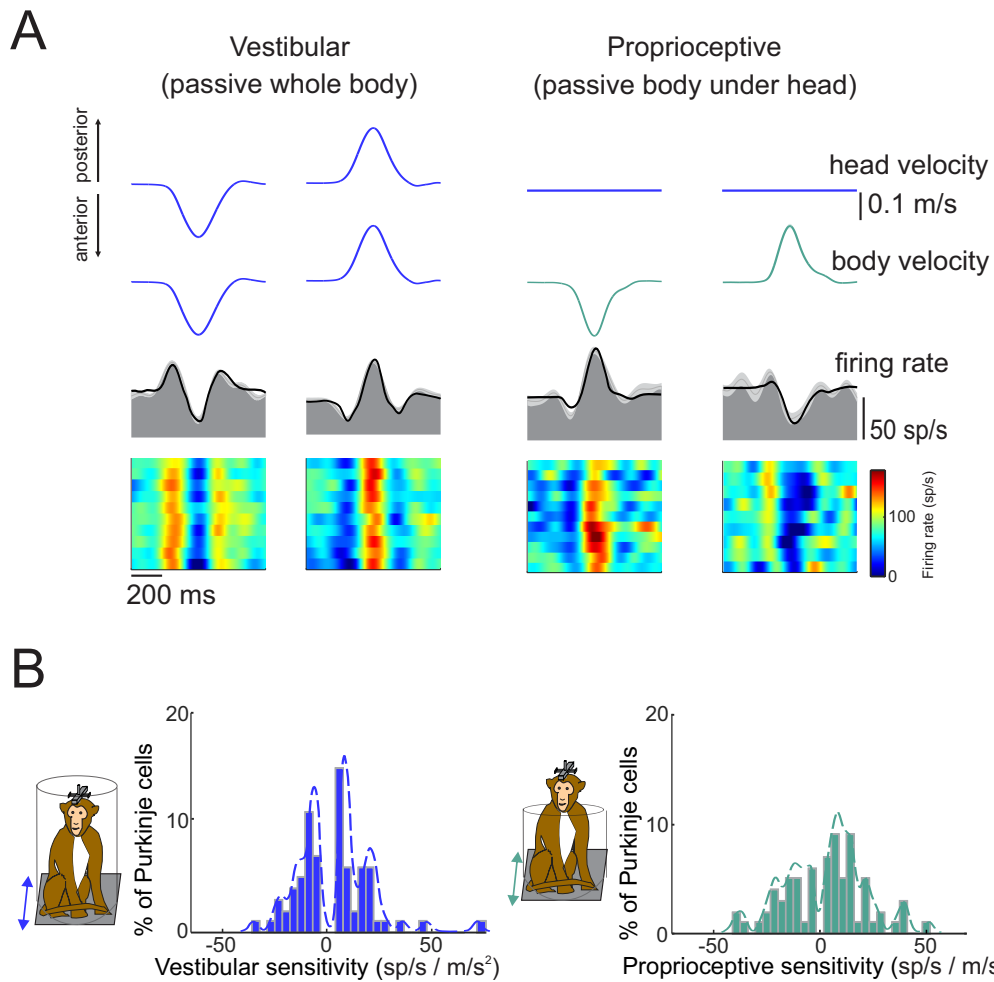 A
Vestibular
(passive whole body)
Proprioceptive
(passive body under head)
posterior
anterior
head velocity
0.1 m/s
body velocity
firing rate
50 sp/s
100
0
Firing rate (sp/s)
200 ms
B
20
10
0
% of Purkinje cells
-50 0 50
Vestibular sensitivity (sp/s / m/s²)
20
10
0
% of Purkinje cells
-50 0 50
Proprioceptive sensitivity (sp/s / m/s